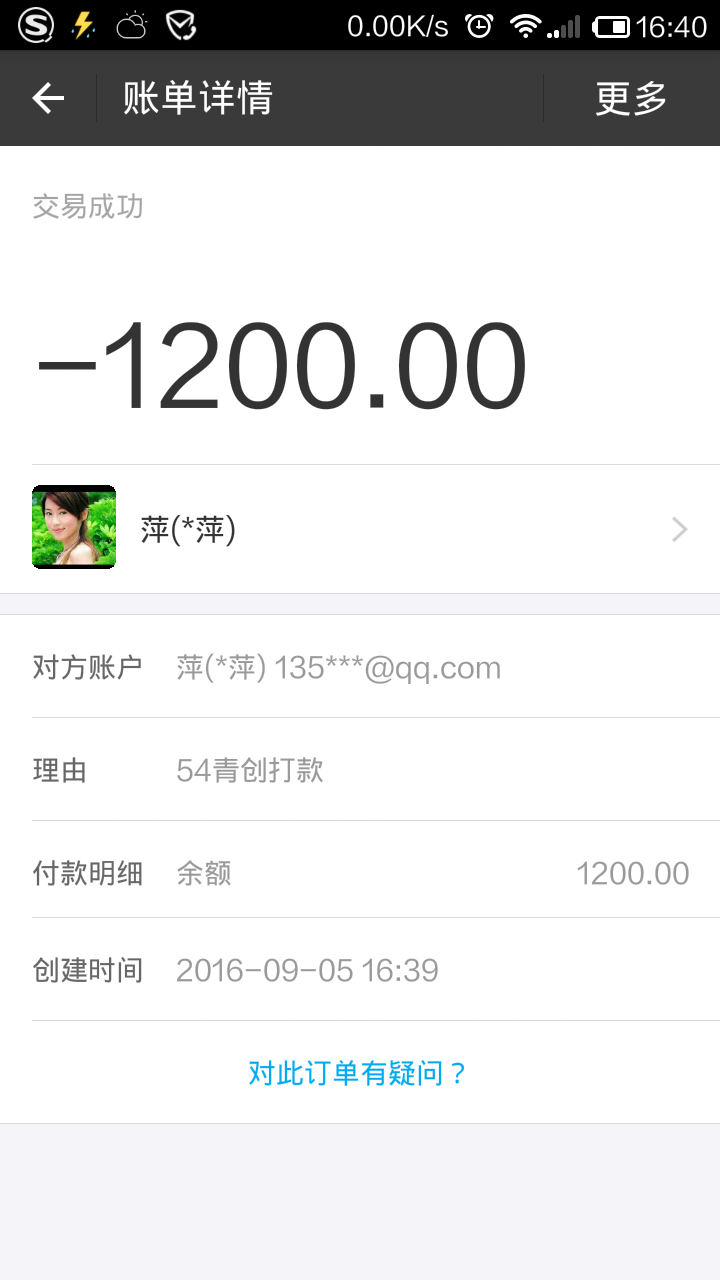 0.00K/s 16:40
账单详情 更多
交易成功
-1200.00
萍(*萍)
对方账户 萍(*萍) 135***@qq.com
理由 54青创打款
付款明细 余额 1200.00
创建时间 2016-09-05 16:39
对此订单有疑问？